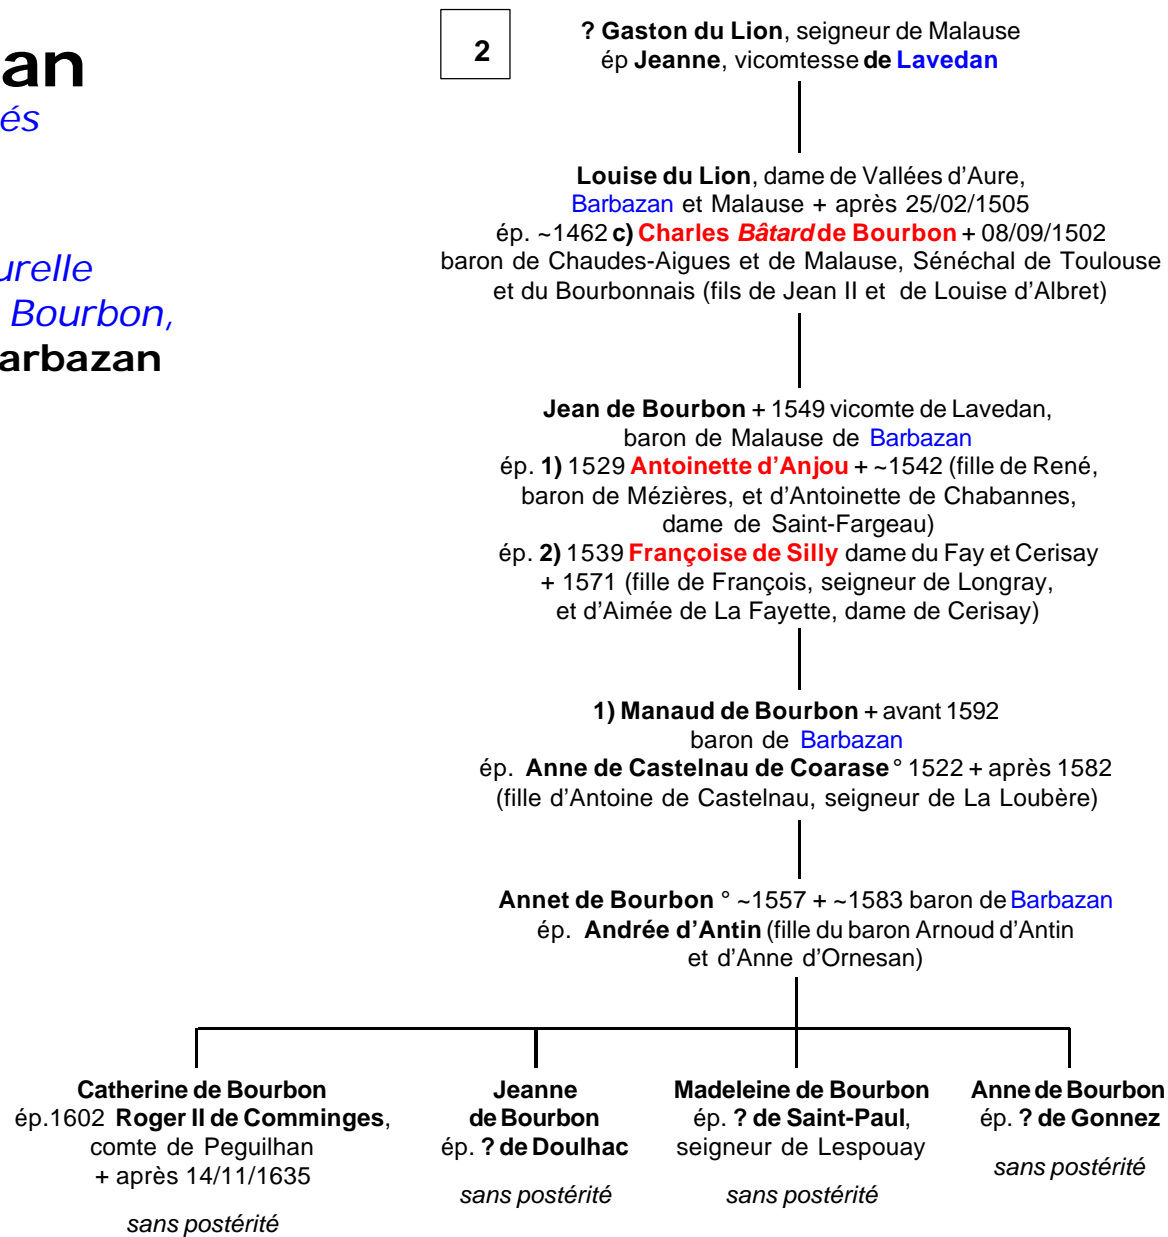 an
és
urelle
Bourbon,
arbazan
2
? Gaston du Lion, seigneur de Malause
ép Jeanne, vicomtesse de Lavedan
Louise du Lion, dame de Vallées d’Aure,
Barbazan et Malause + après 25/02/1505
ép. ~1462 c) Charles Bâtard de Bourbon + 08/09/1502
baron de Chaudes-Aigues et de Malause, Sénéchal de Toulouse
et du Bourbonnais (fils de Jean II et de Louise d’Albret)
Jean de Bourbon + 1549 vicomte de Lavedan,
baron de Malause de Barbazan
ép. 1) 1529 Antoinette d’Anjou + ~1542 (fille de René,
baron de Mézières, et d’Antoinette de Chabannes,
dame de Saint-Fargeau)
ép. 2) 1539 Françoise de Silly dame du Fay et Cerisay
+ 1571 (fille de François, seigneur de Longray,
et d’Aimée de La Fayette, dame de Cerisay)
1) Manaud de Bourbon + avant 1592
baron de Barbazan
ép. Anne de Castelnau de Coarase ° 1522 + après 1582
(fille d’Antoine de Castelnau, seigneur de La Loubère)
Annet de Bourbon ° ~1557 + ~1583 baron de Barbazan
ép. Andrée d’Antin (fille du baron Arnoud d’Antin
et d’Anne d’Ornesan)
Catherine de Bourbon
ép.1602 Roger II de Comminges,
comte de Peguilhan
+ après 14/11/1635
sans postérité
Jeanne
de Bourbon
ép. ? de Doulhac
sans postérité
Madeleine de Bourbon
ép. ? de Saint-Paul,
seigneur de Lespouay
sans postérité
Anne de Bourbon
ép. ? de Gonnez
sans postérité